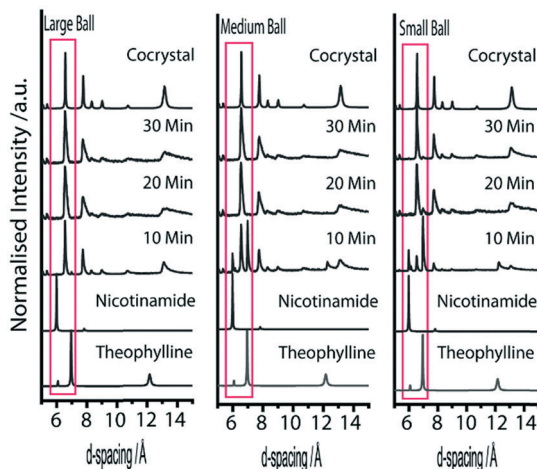 Large Ball
Cocrystal
30 Min
20 Min
10 Min
Nicotinamide
Theophylline
6 8 10 12 14
d-spacing /Å
Normalised Intensity /a.u.
Medium Ball
Cocrystal
30 Min
20 Min
10 Min
Nicotinamide
Theophylline
6 8 10 12 14
d-spacing /Å
Small Ball
Cocrystal
30 Min
20 Min
10 Min
Nicotinamide
Theophylline
6 8 10 12 14
d-spacing /Å